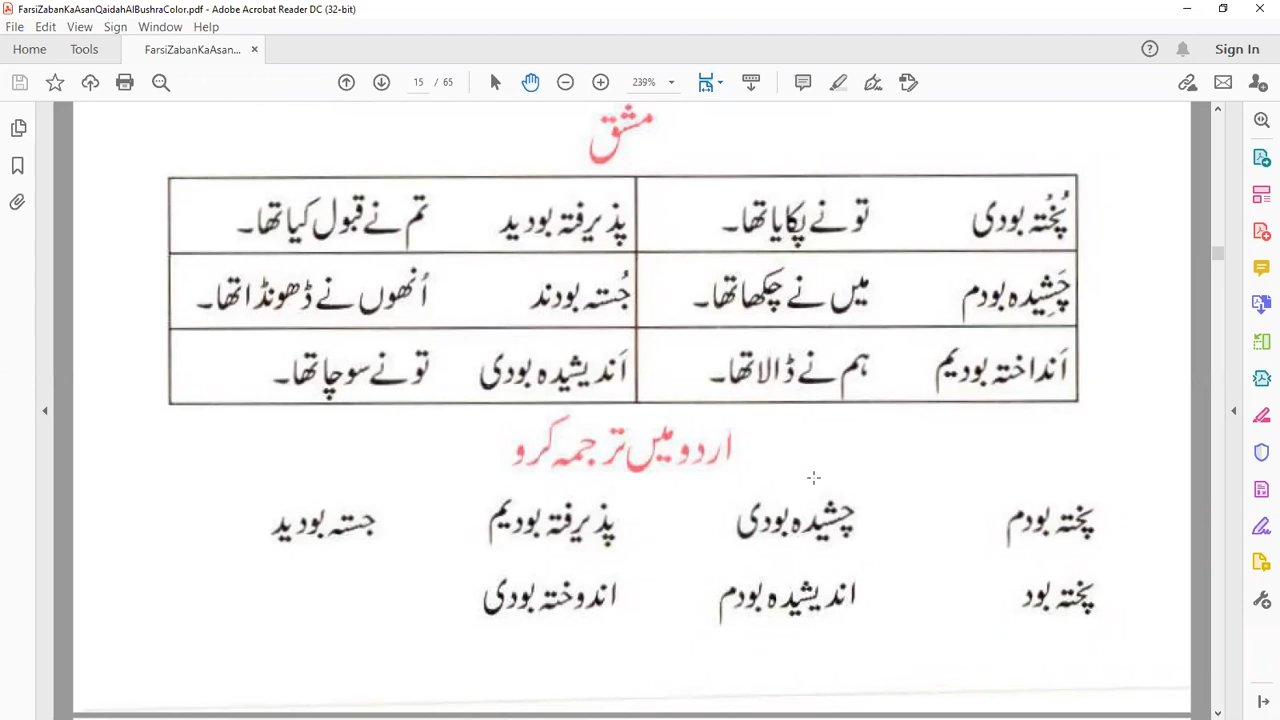 FarsiZabanKaAsanQaidahAlBushraColor.pdf - Adobe Acrobat Reader DC (32-bit)
File Edit View Sign Window Help
Home Tools FarsiZabanKaAsan... × Sign In
15 / 65 239%
مشق
پُخْتہ بودی تو نے پکایا تھا۔ پذیرفتہ بودید تم نے قبول کیا تھا۔
چَشِیدہ بودم میں نے چکھا تھا۔ جُستہ بودند اُنھوں نے ڈھونڈا تھا۔
اَنداختہ بودیم ہم نے ڈالا تھا۔ اَندیشیدہ بودی تو نے سوچا تھا۔
اردو میں ترجمہ کرو
پختہ بودم چشیدہ بودی پذیرفتہ بودیم جستہ بودید
پختہ بود اندیشیدہ بودم اندوختہ بودی